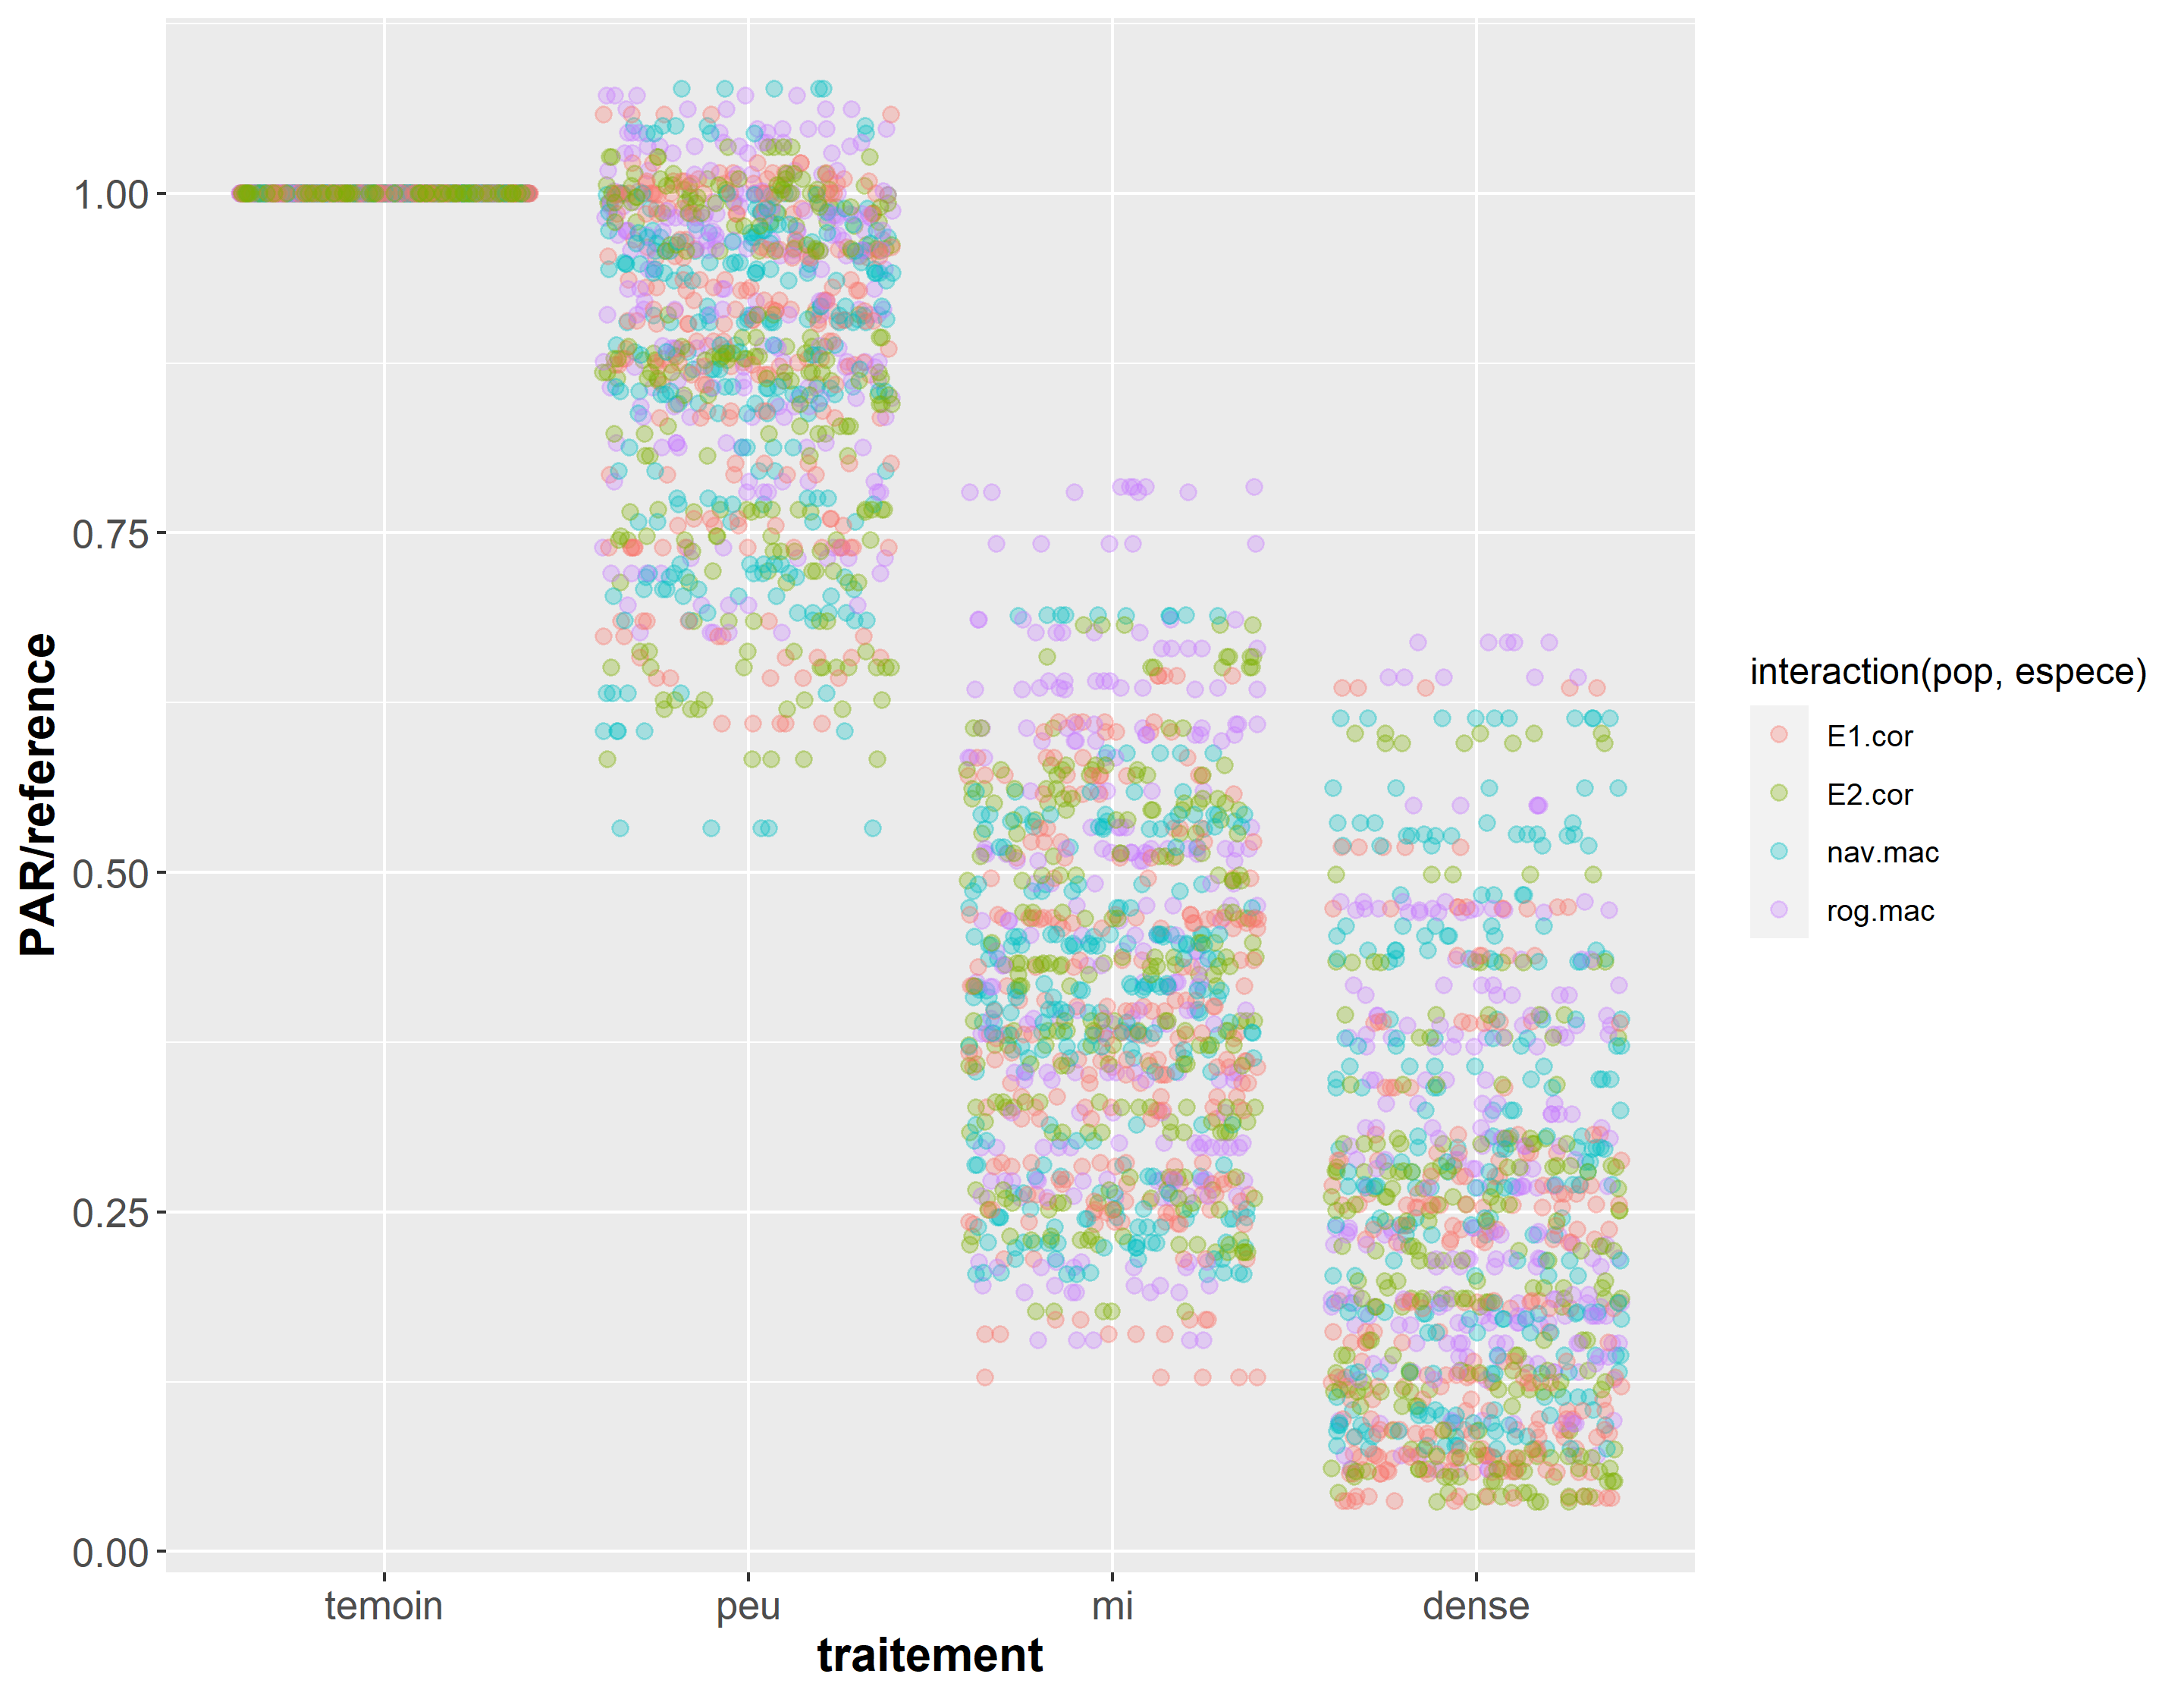 PAR/reference
1.00
0.75
0.50
0.25
0.00
temoin
peu
mi
dense
traitement
interaction(pop, espece)
E1.cor
E2.cor
nav.mac
rog.mac